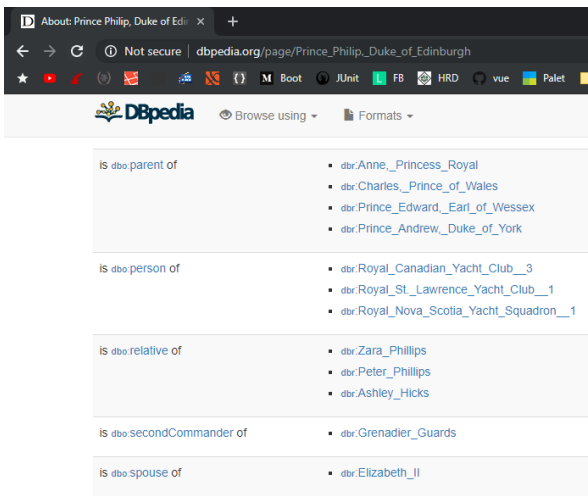 About: Prince Philip, Duke of Edin
Not secure | dbpedia.org/page/Prince_Philip,_Duke_of_Edinburgh
M Boot JUnit L FB HRD vue Palet
DBpedia Browse using Formats
is dbo:parent of
dbr:Anne,_Princess_Royal
dbr:Charles,_Prince_of_Wales
dbr:Prince_Edward,_Earl_of_Wessex
dbr:Prince_Andrew,_Duke_of_York
is dbo:person of
dbr:Royal_Canadian_Yacht_Club__3
dbr:Royal_St._Lawrence_Yacht_Club__1
dbr:Royal_Nova_Scotia_Yacht_Squadron__1
is dbo:relative of
dbr:Zara_Phillips
dbr:Peter_Phillips
dbr:Ashley_Hicks
is dbo:secondCommander of
dbr:Grenadier_Guards
is dbo:spouse of
dbr:Elizabeth_II